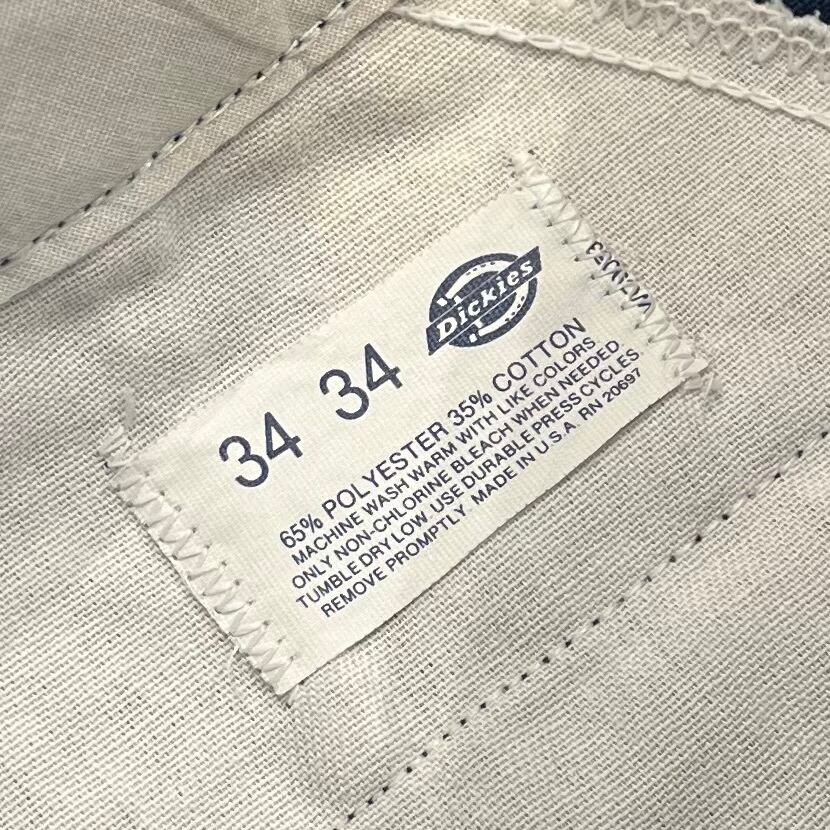 Dickies
34 34
65% POLYESTER 35% COTTON
MACHINE WASH WARM WITH LIKE COLORS
ONLY NON-CHLORINE BLEACH WHEN NEEDED
TUMBLE DRY LOW. USE DURABLE PRESS CYCLES
REMOVE PROMPTLY. MADE IN U.S.A. RN 20697